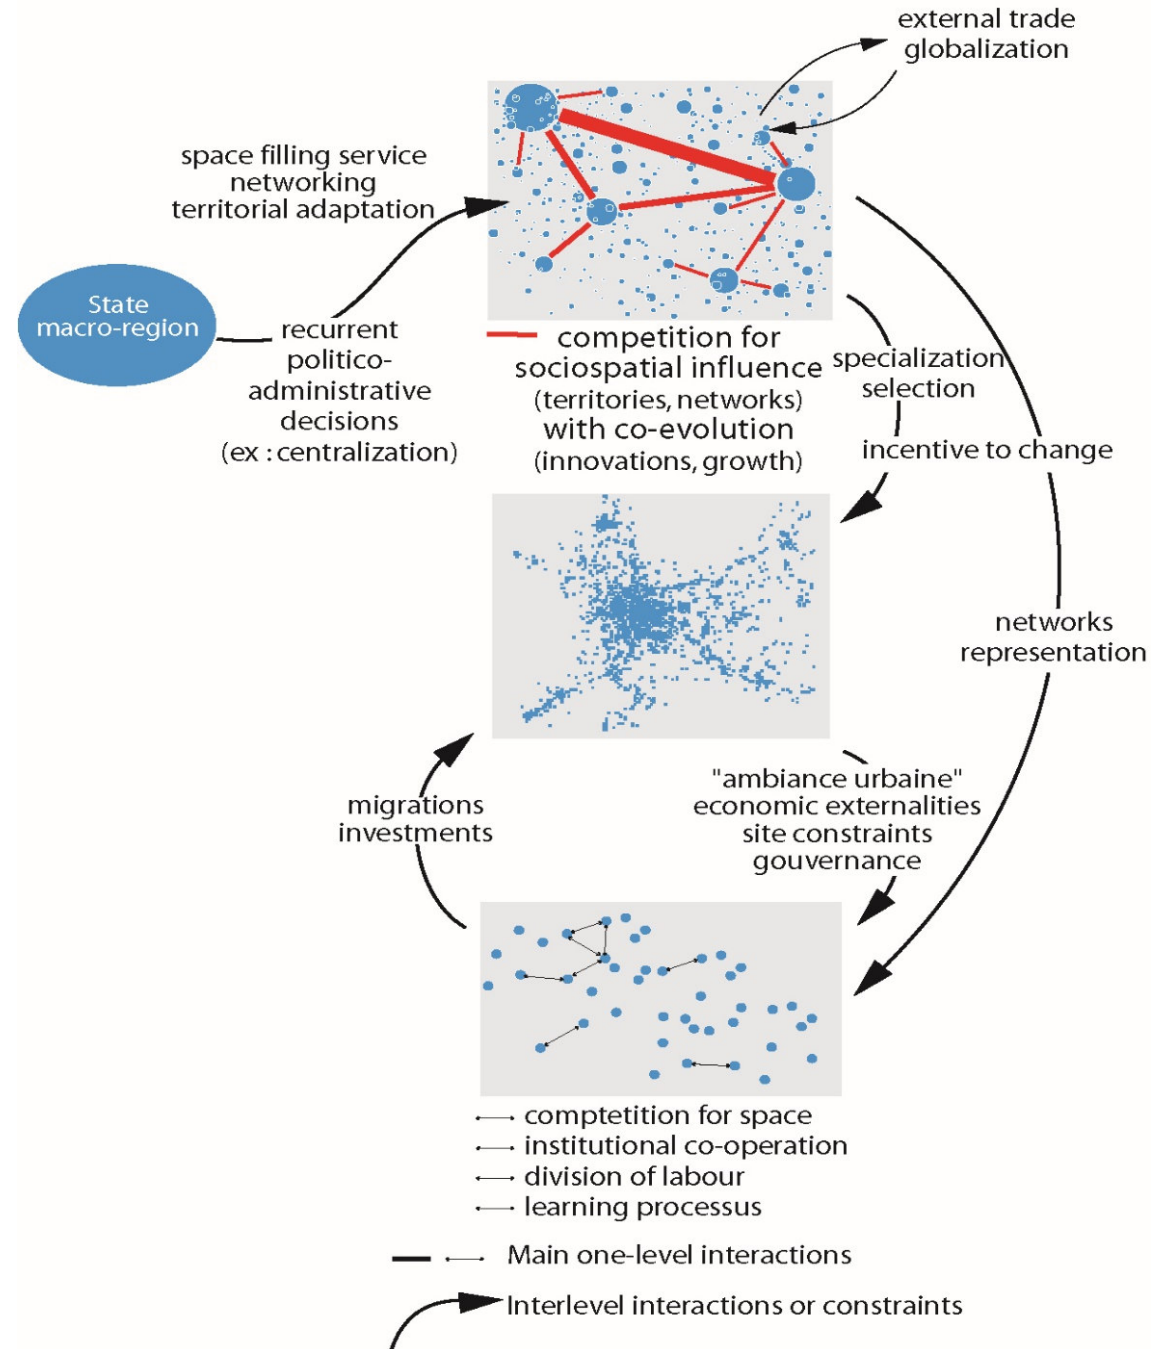 external trade
globalization
space filling service
networking
territorial adaptation
State
macro-region
recurrent
politico-
administrative
decisions
(ex : centralization)
competition for
sociospatial influence
(territories, networks)
with co-evolution
(innovations, growth)
specialization
selection
incentive to change
networks
representation
migrations
investments
"ambiance urbaine"
economic externalities
site constraints
gouvernance
comptetition for space
institutional co-operation
division of labour
learning processus
Main one-level interactions
Interlevel interactions or constraints